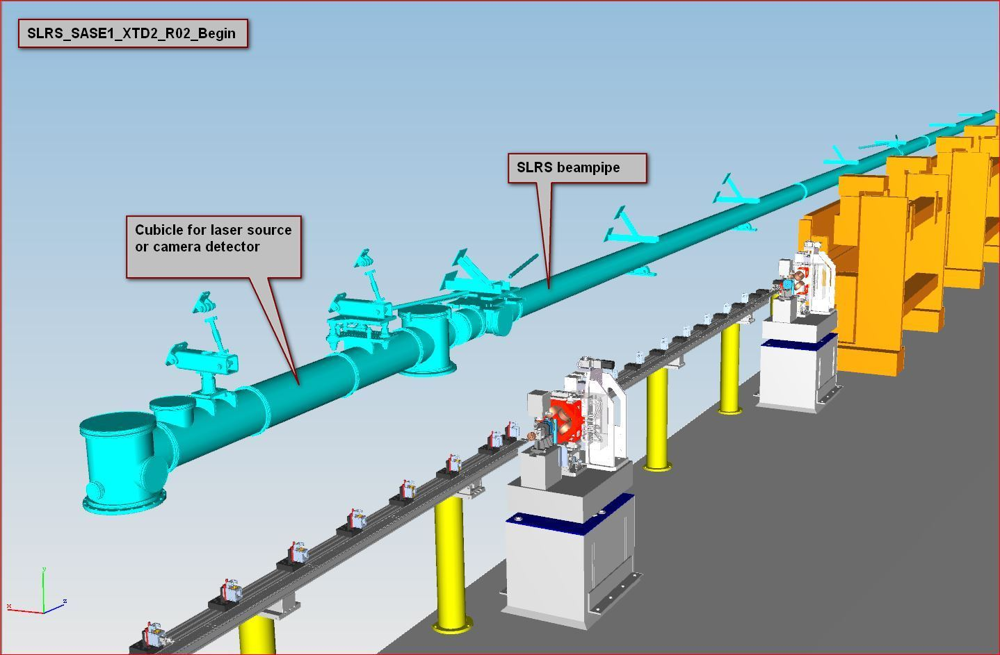 SLRS_SASE1_XTD2_R02_Begin
SLRS beampipe
Cubicle for laser source
or camera detector
y
z
x